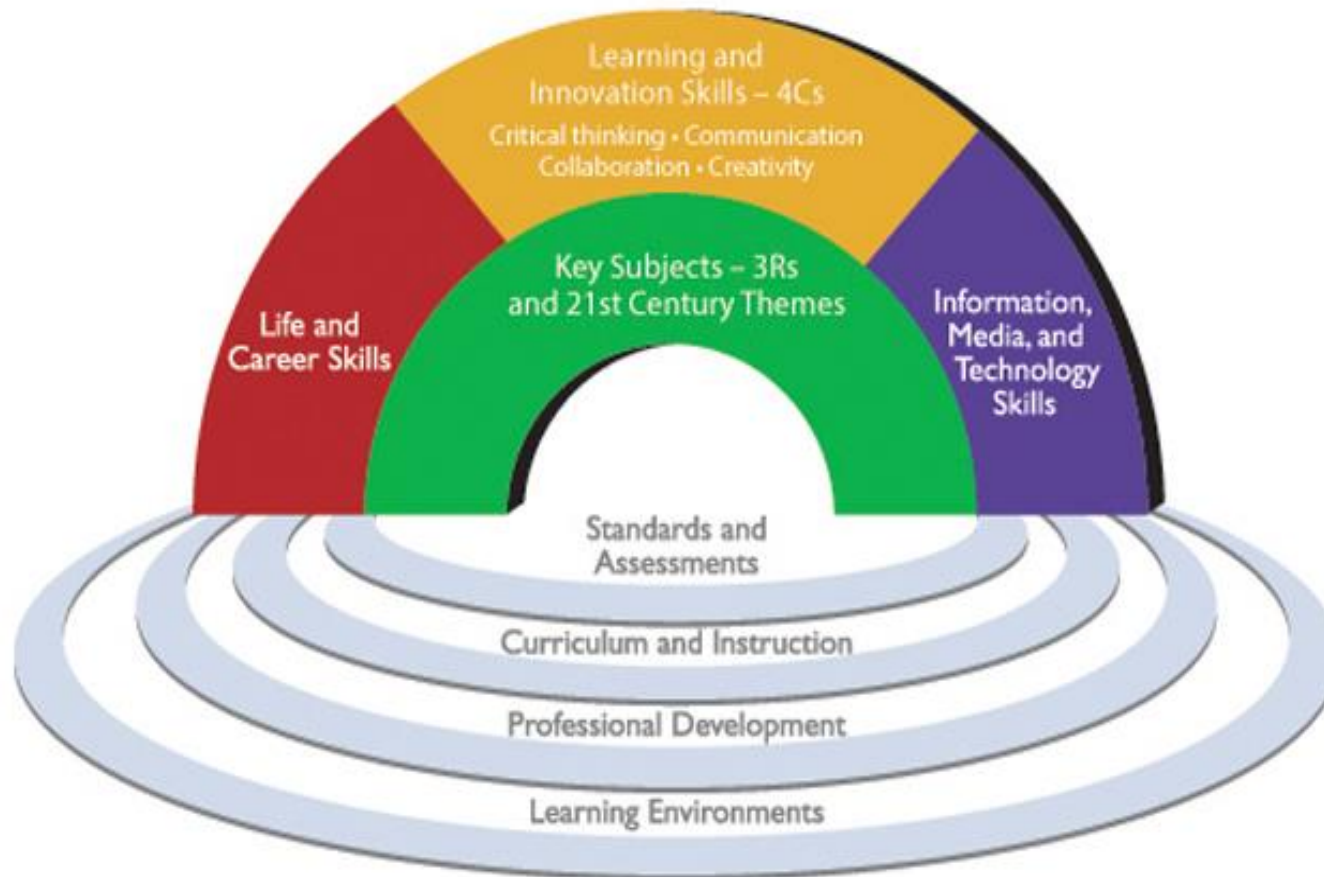 Learning and
Innovation Skills – 4Cs
Critical thinking • Communication
Collaboration • Creativity
Key Subjects – 3Rs
and 21st Century Themes
Life and
Career Skills
Information,
Media, and
Technology
Skills
Standards and
Assessments
Curriculum and Instruction
Professional Development
Learning Environments